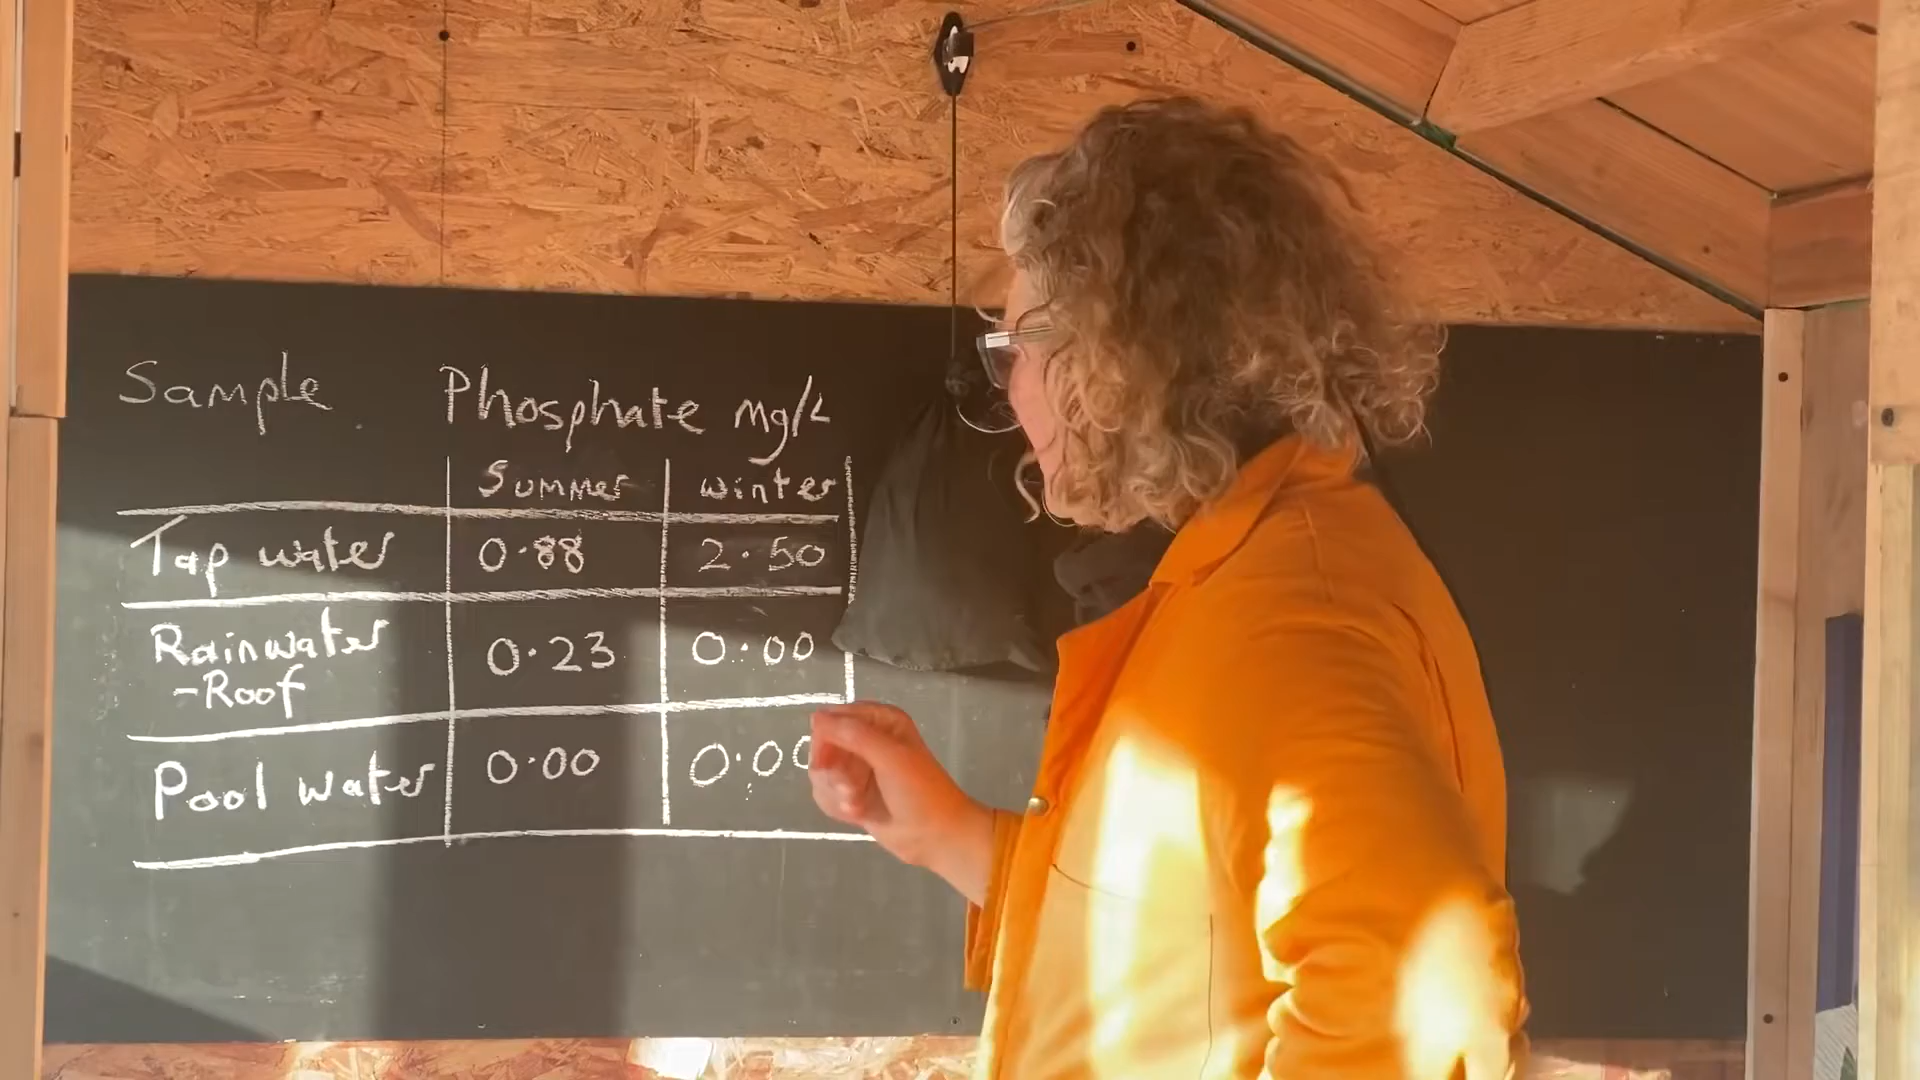 Sample Phosphate mg/L
Summer Winter
Tap water 0.88 2.50
Rainwater 0.23 0.00
-Roof
Pool water 0.00 0.00